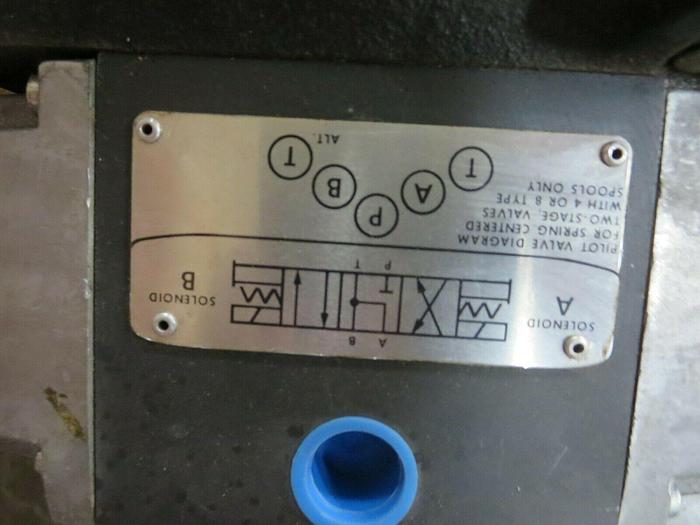 A B
SOLENOID
A
SOLENOID
B
P T
PILOT VALVE DIAGRAM
FOR SPRING CENTERED
TWO-STAGE, VALVES
WITH 4 OR 8 TYPE
SPOOLS ONLY
P
A B
T T
ALT.